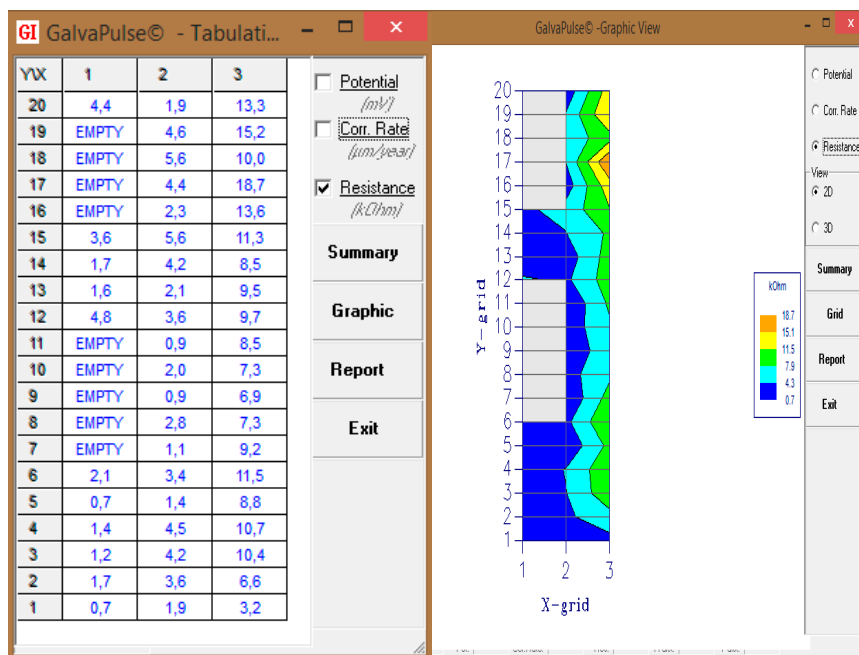 GI GalvaPulse© - Tabulati...
Y\X 1 2 3
20 4,4 1,9 13,3
19 EMPTY 4,6 15,2
18 EMPTY 5,6 10,0
17 EMPTY 4,4 18,7
16 EMPTY 2,3 13,6
15 3,6 5,6 11,3
14 1,7 4,2 8,5
13 1,6 2,1 9,5
12 4,8 3,6 9,7
11 EMPTY 0,9 8,5
10 EMPTY 2,0 7,3
9 EMPTY 0,9 6,9
8 EMPTY 2,8 7,3
7 EMPTY 1,1 9,2
6 2,1 3,4 11,5
5 0,7 1,4 8,8
4 1,4 4,5 10,7
3 1,2 4,2 10,4
2 1,7 3,6 6,6
1 0,7 1,9 3,2
Potential
(mV)
Corr. Rate
(µm/year)
Resistance
(kOhm)
Summary
Graphic
Report
Exit
GalvaPulse© -Graphic View
20
19
18
17
16
15
14
13
12
11
10
9
8
7
6
5
4
3
2
1
Y-grid
1 2 3
X-grid
kOhm
18.7
15.1
11.5
7.9
4.3
0.7
Potential
Corr. Rate
Resistance
View
2D
3D
Summary
Grid
Report
Exit